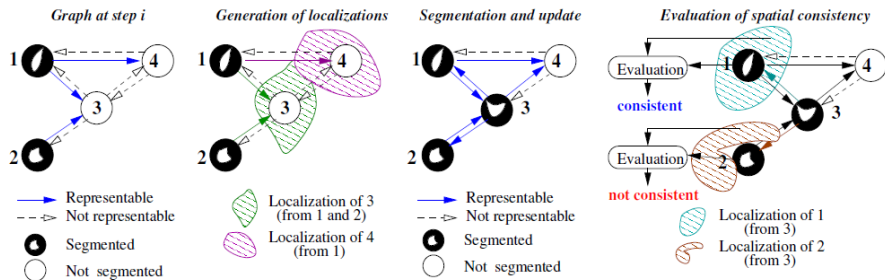 Graph at step i
1
4
3
2
Representable
Not representable
Segmented
Not segmented
Generation of localizations
1
4
3
2
Localization of 3
(from 1 and 2)
Localization of 4
(from 1)
Segmentation and update
1
4
3
2
Representable
Not representable
Segmented
Not segmented
Evaluation of spatial consistency
1
4
Evaluation
consistent
3
Evaluation
2
not consistent
Localization of 1
(from 3)
Localization of 2
(from 3)